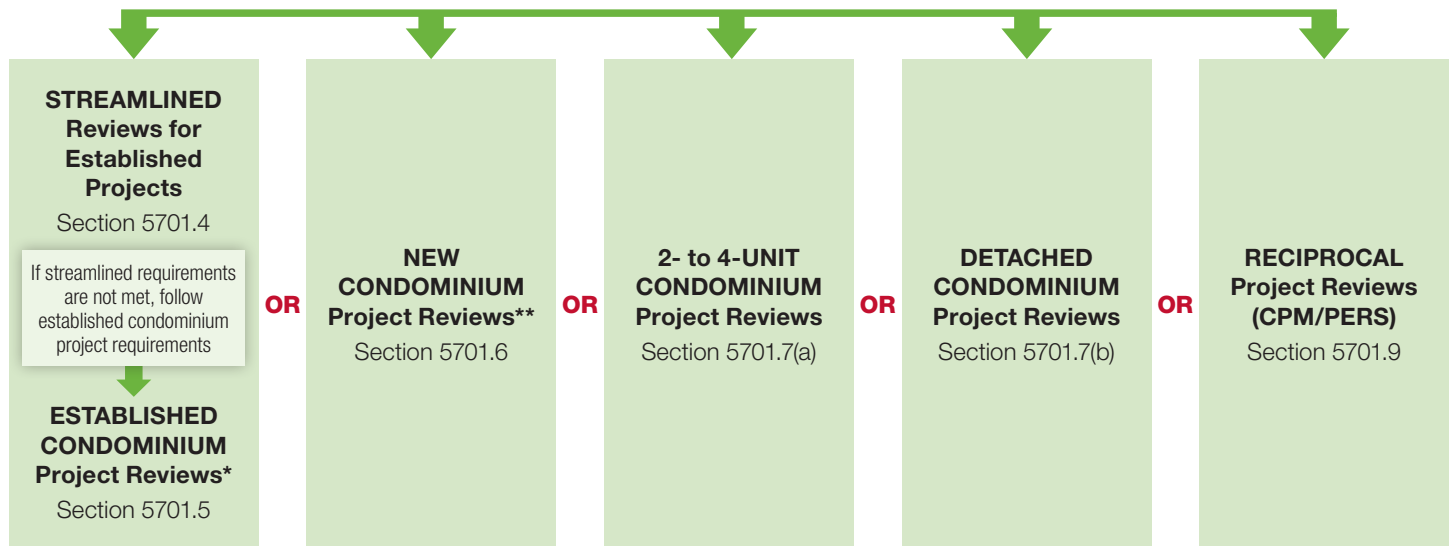 STREAMLINED
Reviews for
Established
Projects
Section 5701.4
If streamlined requirements
are not met, follow
established condominium
project requirements
ESTABLISHED
CONDOMINIUM
Project Reviews*
Section 5701.5
OR
NEW
CONDOMINIUM
Project Reviews**
Section 5701.6
OR
2- to 4-UNIT
CONDOMINIUM
Project Reviews
Section 5701.7(a)
OR
DETACHED
CONDOMINIUM
Project Reviews
Section 5701.7(b)
OR
RECIPROCAL
Project Reviews
(CPM/PERS)
Section 5701.9